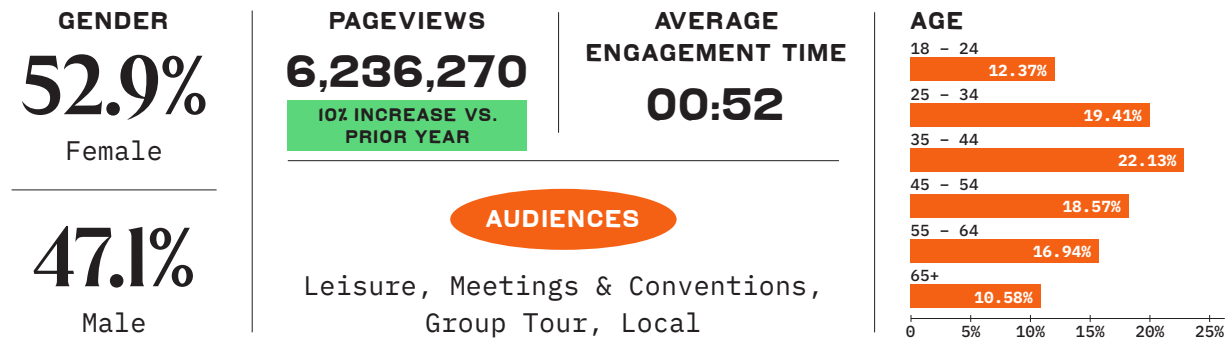 GENDER
52.9%
Female
47.1%
Male
PAGEVIEWS
6,236,270
10% INCREASE VS.
PRIOR YEAR
AVERAGE
ENGAGEMENT TIME
00:52
AUDIENCES
Leisure, Meetings & Conventions,
Group Tour, Local
AGE
18 – 24
12.37%
25 – 34
19.41%
35 – 44
22.13%
45 – 54
18.57%
55 – 64
16.94%
65+
10.58%
0 5% 10% 15% 20% 25%